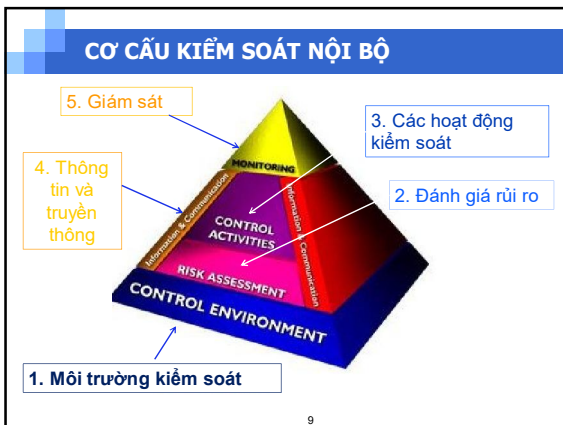 CƠ CẤU KIỂM SOÁT NỘI BỘ
5. Giám sát
3. Các hoạt động
kiểm soát
4. Thông
tin và
truyền
thông
2. Đánh giá rủi ro
MONITORING
Information & Communication
Information & Communication
CONTROL
ACTIVITIES
RISK ASSESSMENT
CONTROL ENVIRONMENT
1. Môi trường kiểm soát
9